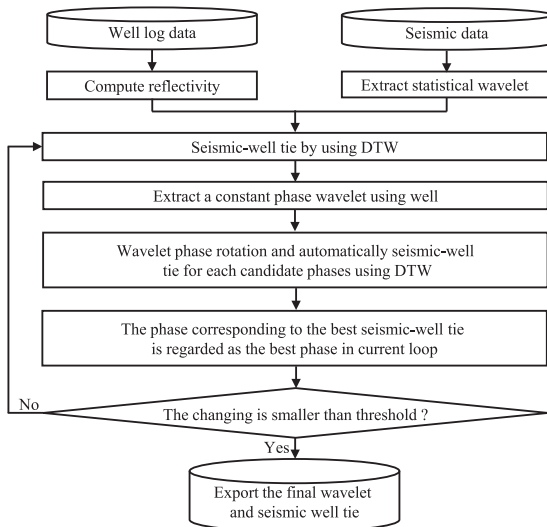 Well log data
Seismic data
Compute reflectivity
Extract statistical wavelet
Seismic-well tie by using DTW
Extract a constant phase wavelet using well
Wavelet phase rotation and automatically seismic-well
tie for each candidate phases using DTW
The phase corresponding to the best seismic-well tie
is regarded as the best phase in current loop
No
The changing is smaller than threshold ?
Yes
Export the final wavelet
and seismic well tie